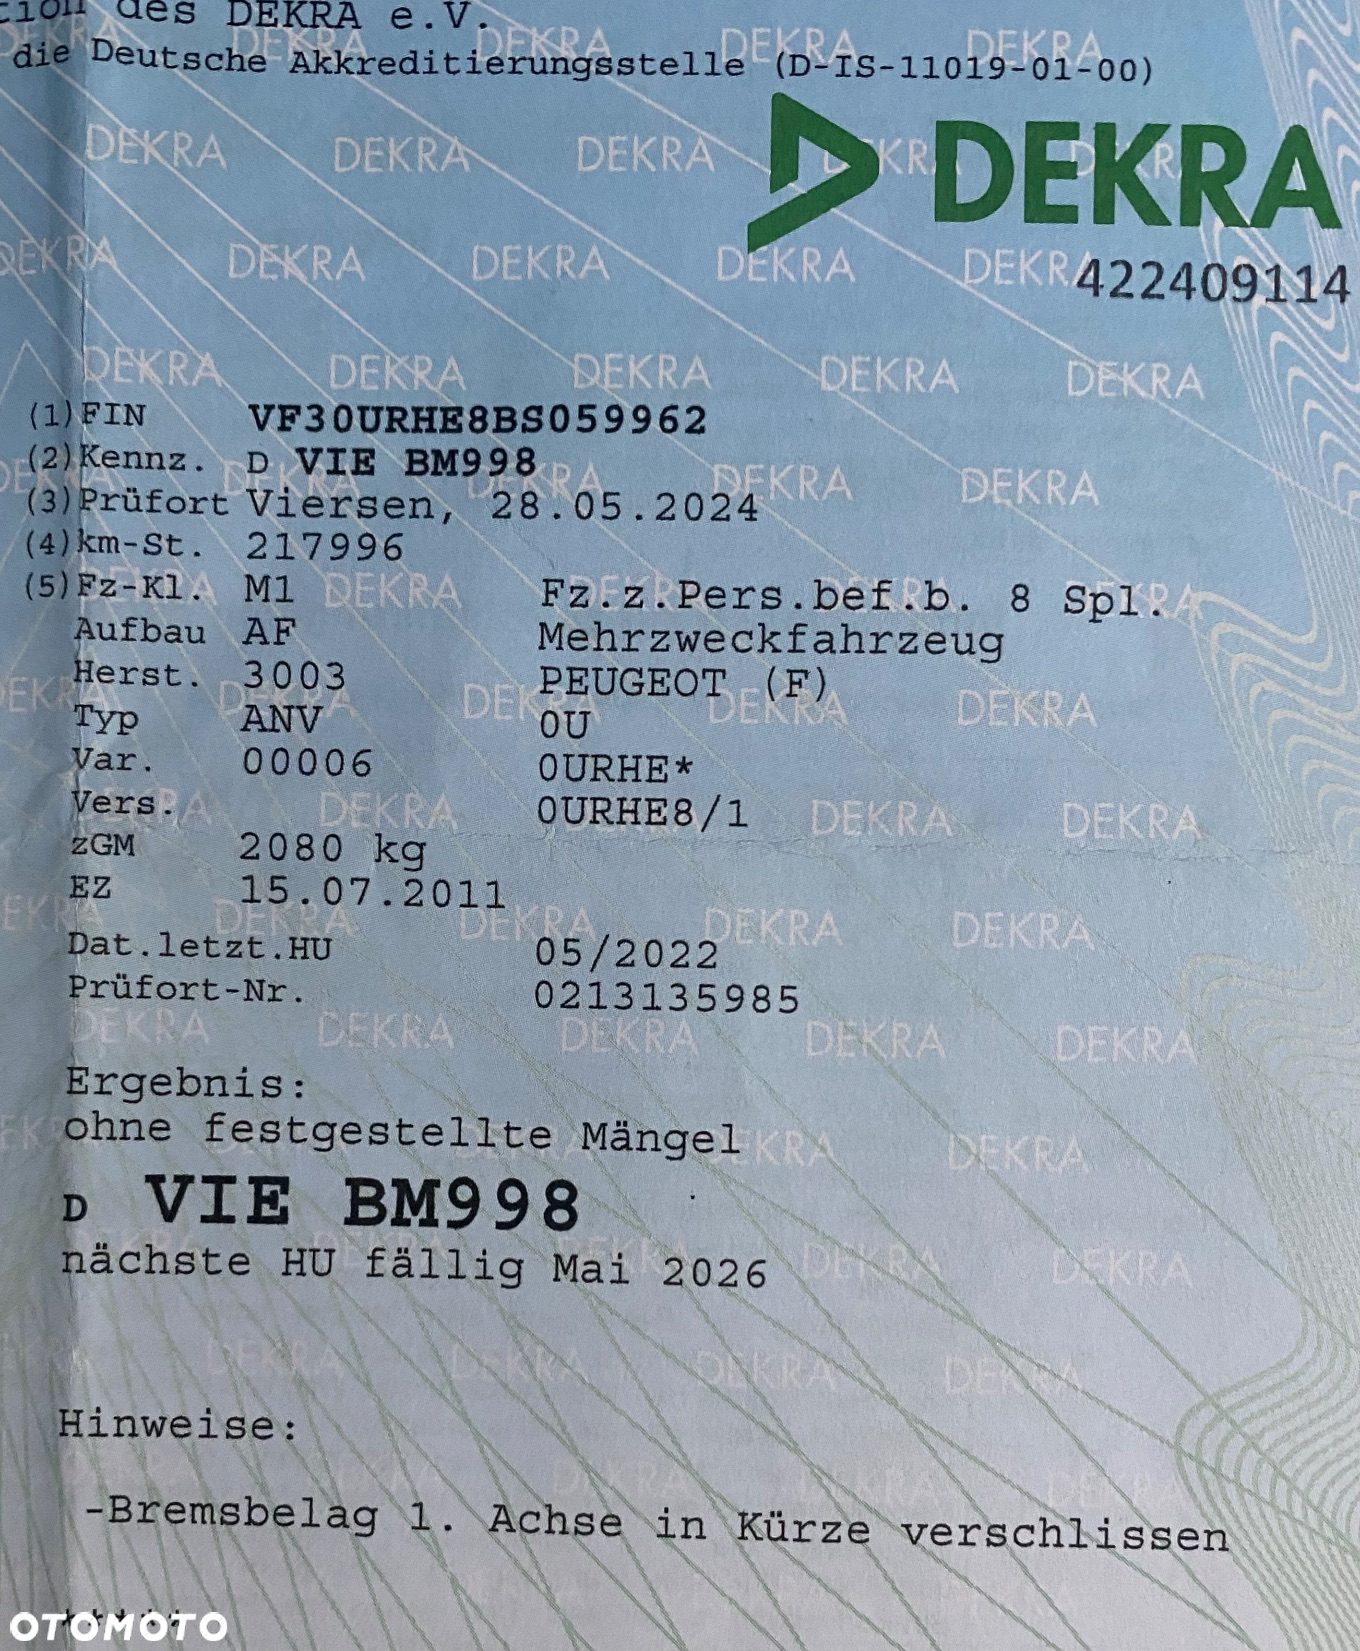 des DEKRA e.V.
die Deutsche Akkreditierungsstelle (D-IS-11019-01-00)
DEKRA
422409114
(1) FIN VF30URHE8BS059962
(2) Kennz. D VIE BM998
(3) Prüfort Viersen, 28.05.2024
(4) km-St. 217996
(5) Fz-Kl. M1 Fz.z.Pers.bef.b. 8 Spl.
Aufbau AF Mehrzweckfahrzeug
Herst. 3003 PEUGEOT (F)
Typ ANV 0U
Var. 00006 0URHE*
Vers. 0URHE8/1
zGM 2080 kg
EZ 15.07.2011
Dat.letzt.HU 05/2022
Prüfort-Nr. 0213135985
Ergebnis:
ohne festgestellte Mängel
D VIE BM998
nächste HU fällig Mai 2026
Hinweise:
-Bremsbelag 1. Achse in Kürze verschlissen
OTOMOTO